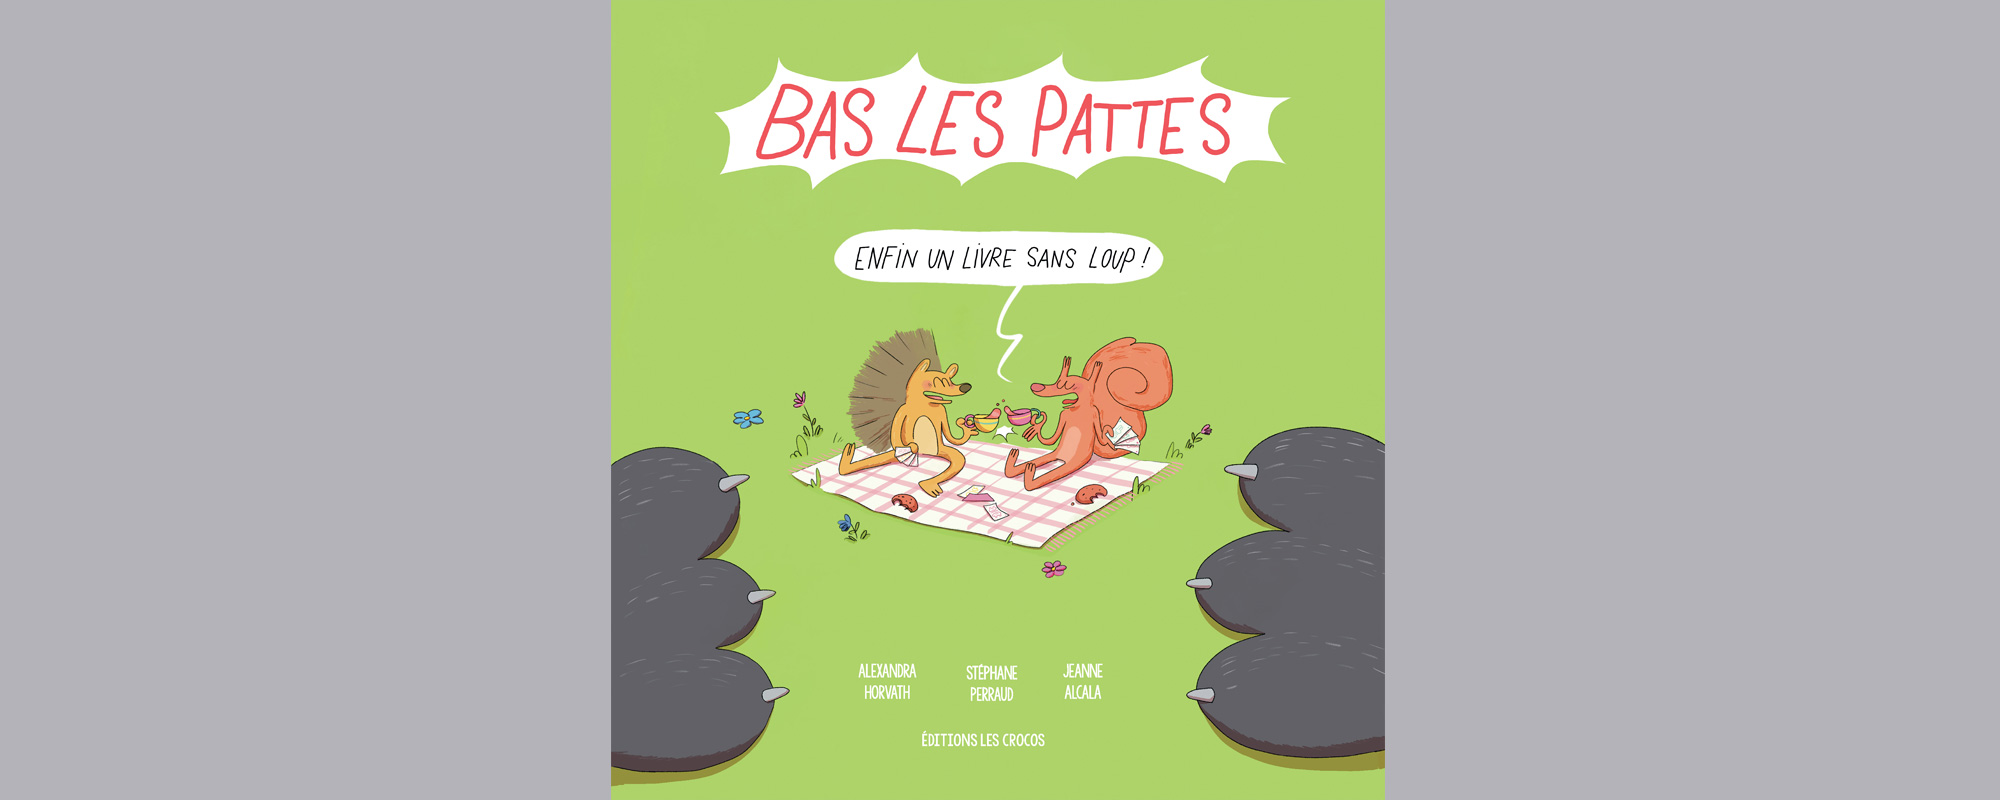 BAS LES PATTES
ENFIN UN LIVRE SANS LOUP !
ALEXANDRA
HORVATH
STÉPHANE
PERRAUD
JEANNE
ALCALA
ÉDITIONS LES CROCOS